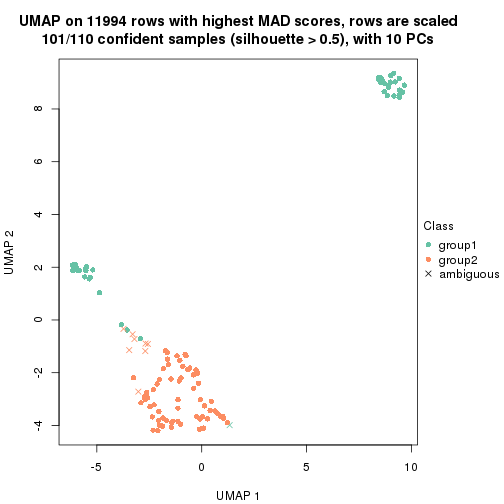 UMAP on 11994 rows with highest MAD scores, rows are scaled
101/110 confident samples (silhouette > 0.5), with 10 PCs
8
6
4
2
0
-2
-4
UMAP 2
-5
0
5
10
UMAP 1
Class
group1
group2
ambiguous